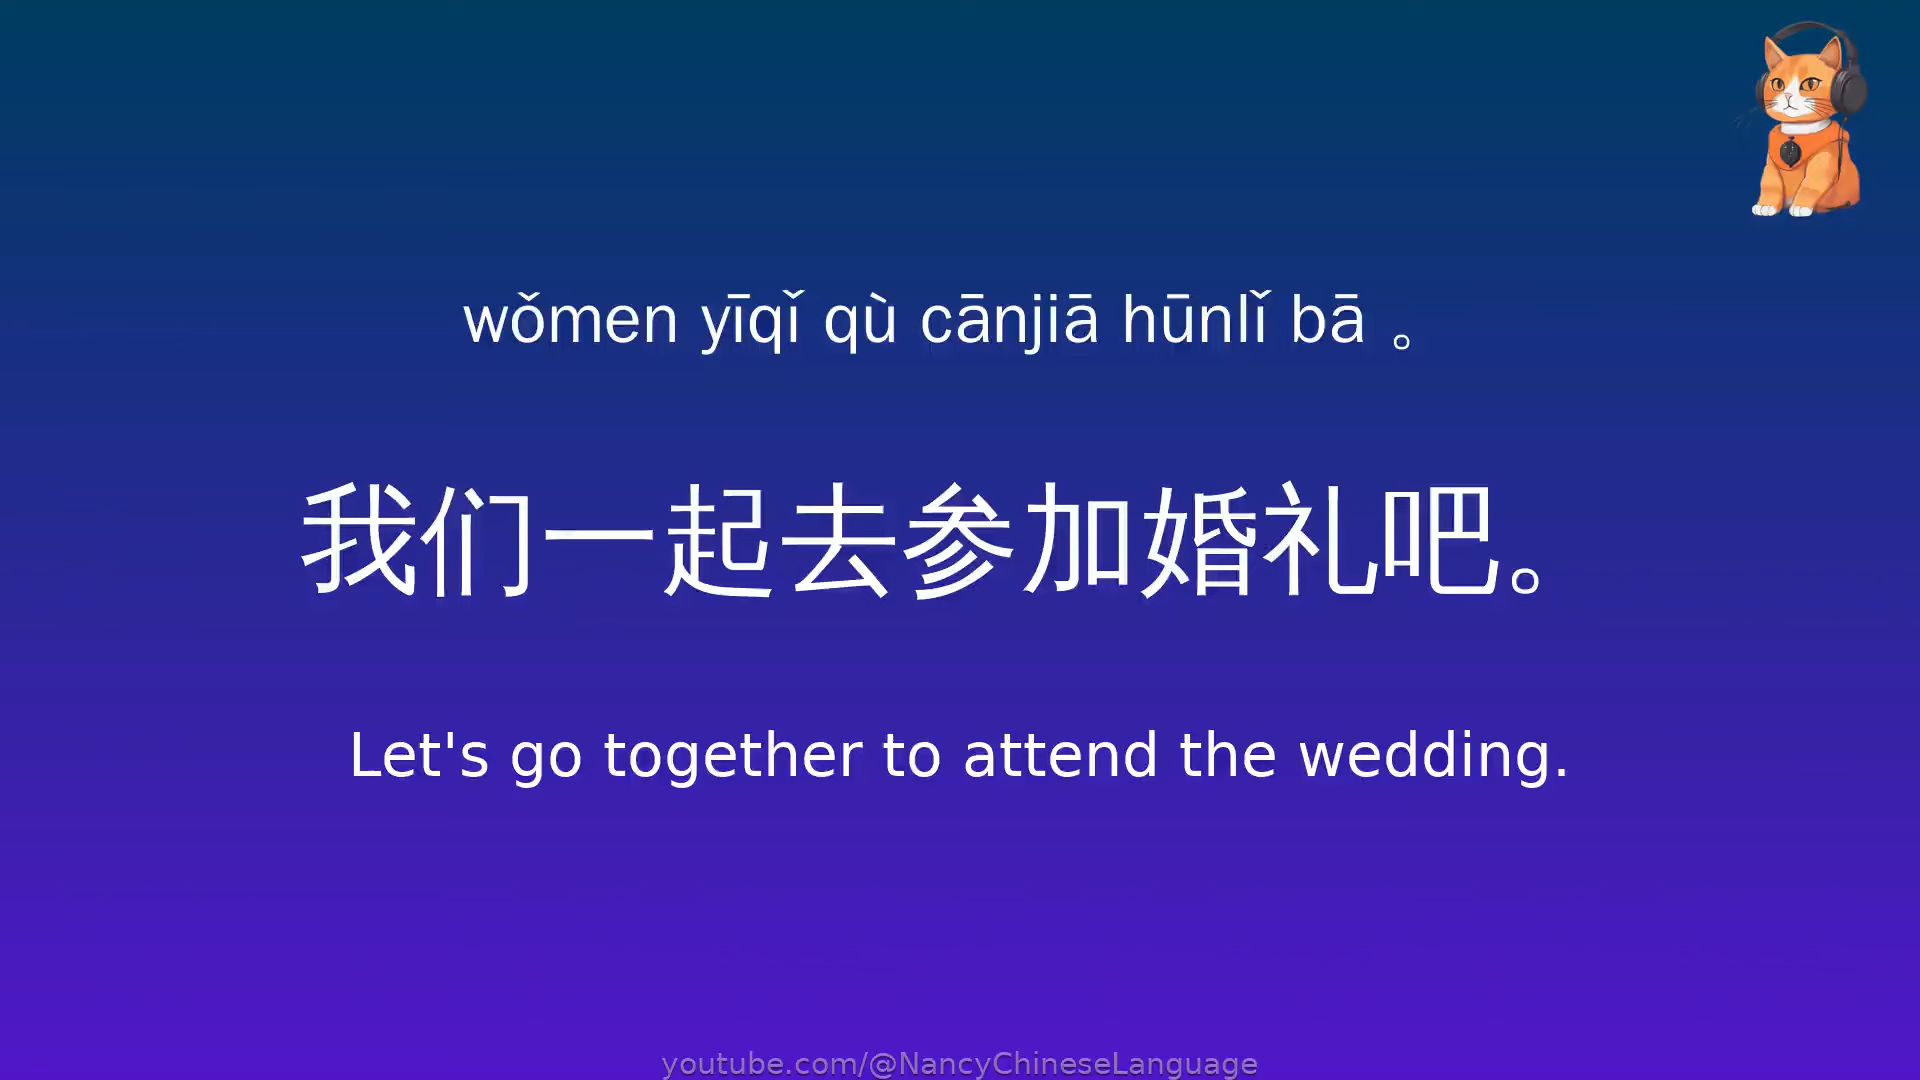 wǒmen yīqǐ qù cānjiā hūnlǐ bā 。
我们一起去参加婚礼吧。
Let's go together to attend the wedding.
youtube.com/@NancyChineseLanguage